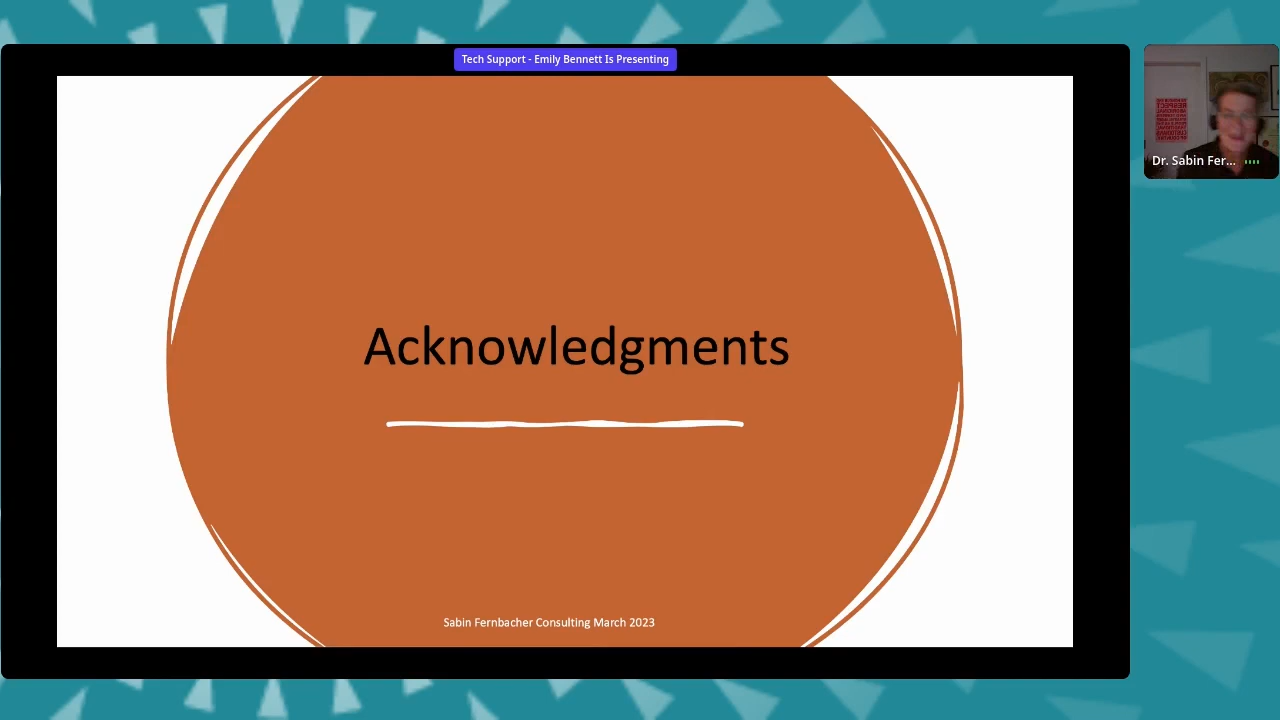 Tech Support - Emily Bennett Is Presenting
Dr. Sabin Fer...
Acknowledgments
Sabin Fernbacher Consulting March 2023